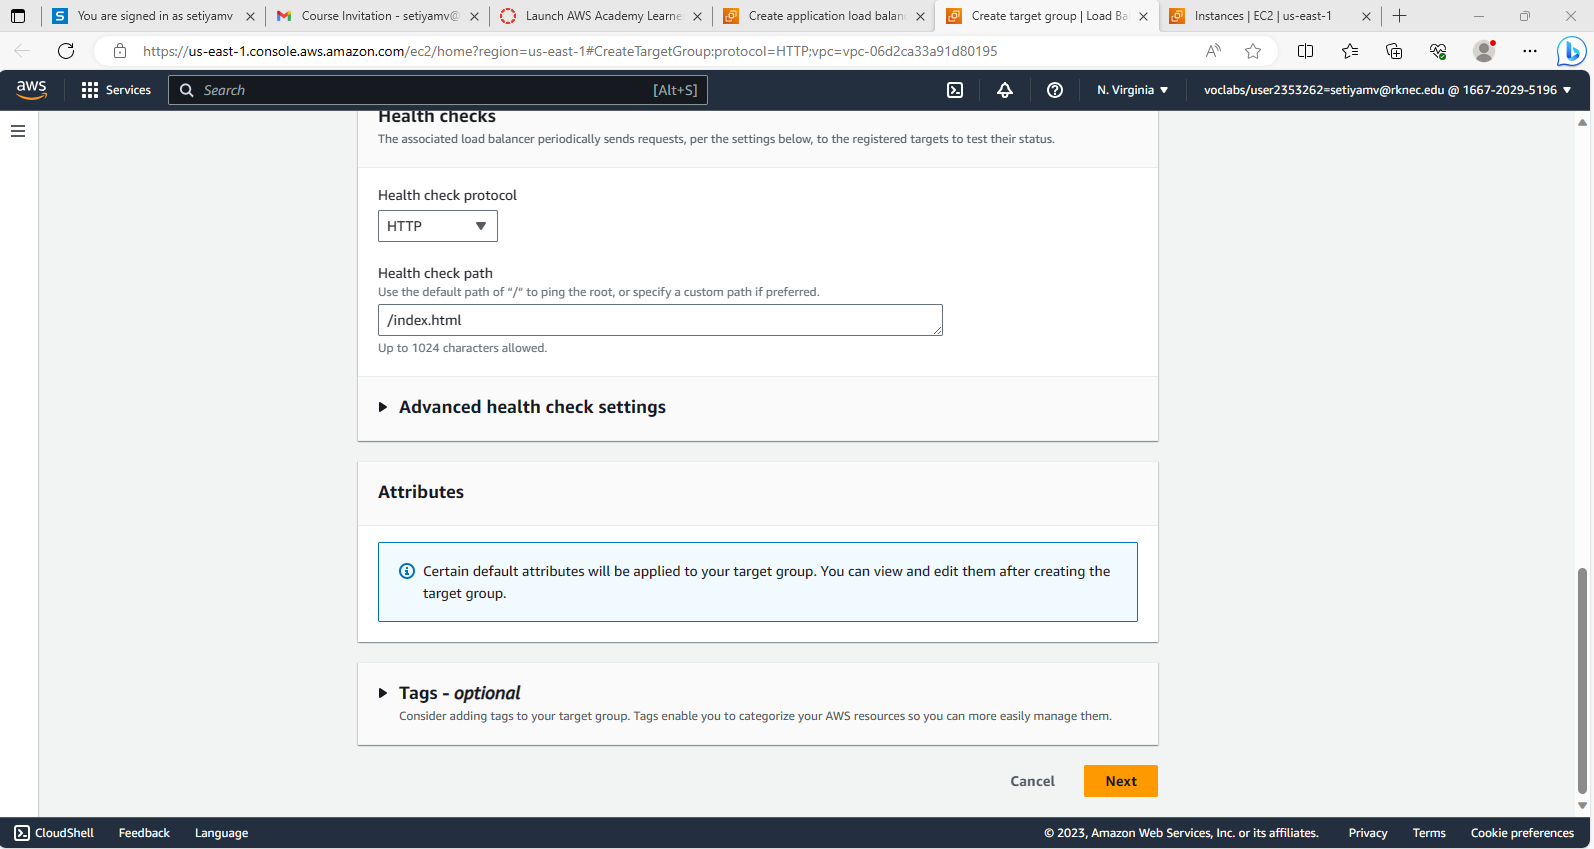 You are signed in as setiyamv
Course Invitation - setiyamv@
Launch AWS Academy Learne
Create application load balanc
Create target group | Load Ba
Instances | EC2 | us-east-1
https://us-east-1.console.aws.amazon.com/ec2/home?region=us-east-1#CreateTargetGroup:protocol=HTTP;vpc=vpc-06d2ca33a91d80195
aws
Services
Search
[Alt+S]
N. Virginia
voclabs/user2353262=setiyamv@rknec.edu @ 1667-2029-5196
Health checks
The associated load balancer periodically sends requests, per the settings below, to the registered targets to test their status.
Health check protocol
HTTP
Health check path
Use the default path of "/" to ping the root, or specify a custom path if preferred.
/index.html
Up to 1024 characters allowed.
Advanced health check settings
Attributes
Certain default attributes will be applied to your target group. You can view and edit them after creating the
target group.
Tags - optional
Consider adding tags to your target group. Tags enable you to categorize your AWS resources so you can more easily manage them.
Cancel
Next
CloudShell
Feedback
Language
© 2023, Amazon Web Services, Inc. or its affiliates.
Privacy
Terms
Cookie preferences